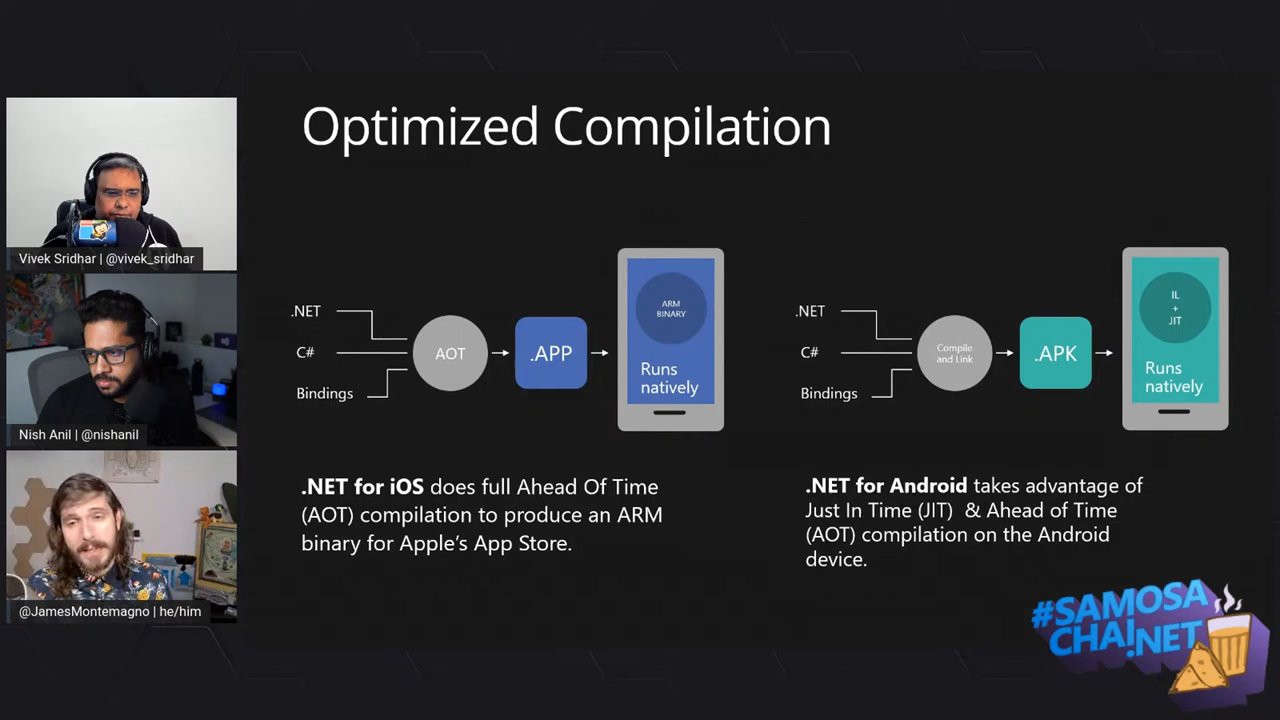 Optimized Compilation
Vivek Sridhar | @vivek_sridhar
Nish Anil | @nishanil
@JamesMontemagno | he/him
.NET
C#
Bindings
AOT
.APP
ARM
BINARY
Runs
natively
.NET
C#
Bindings
Compile
and Link
.APK
IL
+
JIT
Runs
natively
.NET for iOS does full Ahead Of Time
(AOT) compilation to produce an ARM
binary for Apple's App Store.
.NET for Android takes advantage of
Just In Time (JIT) & Ahead of Time
(AOT) compilation on the Android
device.
#SAMOSA
CHAI.NET